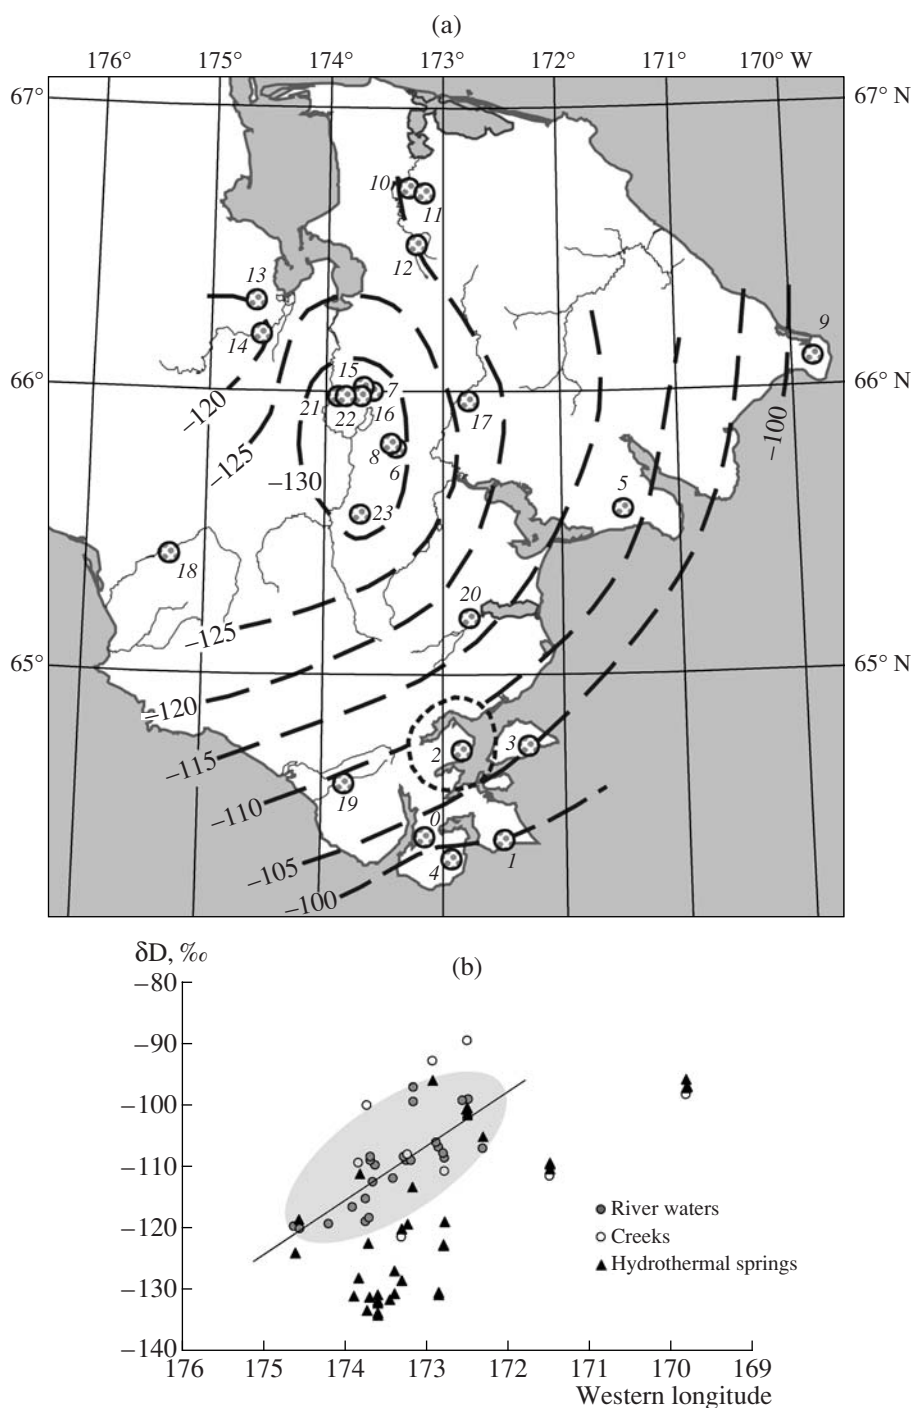 (a)
176° 175° 174° 173° 172° 171° 170° W
67° 67° N
10
11
12
13
9
14
15
66° 7 66° N
21 22 16 17
−120
−100
8 6
−125
−130
5
23
18
20
−125
65° 65° N
−120
3
2
−115
19
−110
0
1
−105
4
−100
δD, ‰
(b)
−80
−90
−100
−110
River waters
−120
Creeks
Hydrothermal springs
−130
−140
176 175 174 173 172 171 170 169
Western longitude